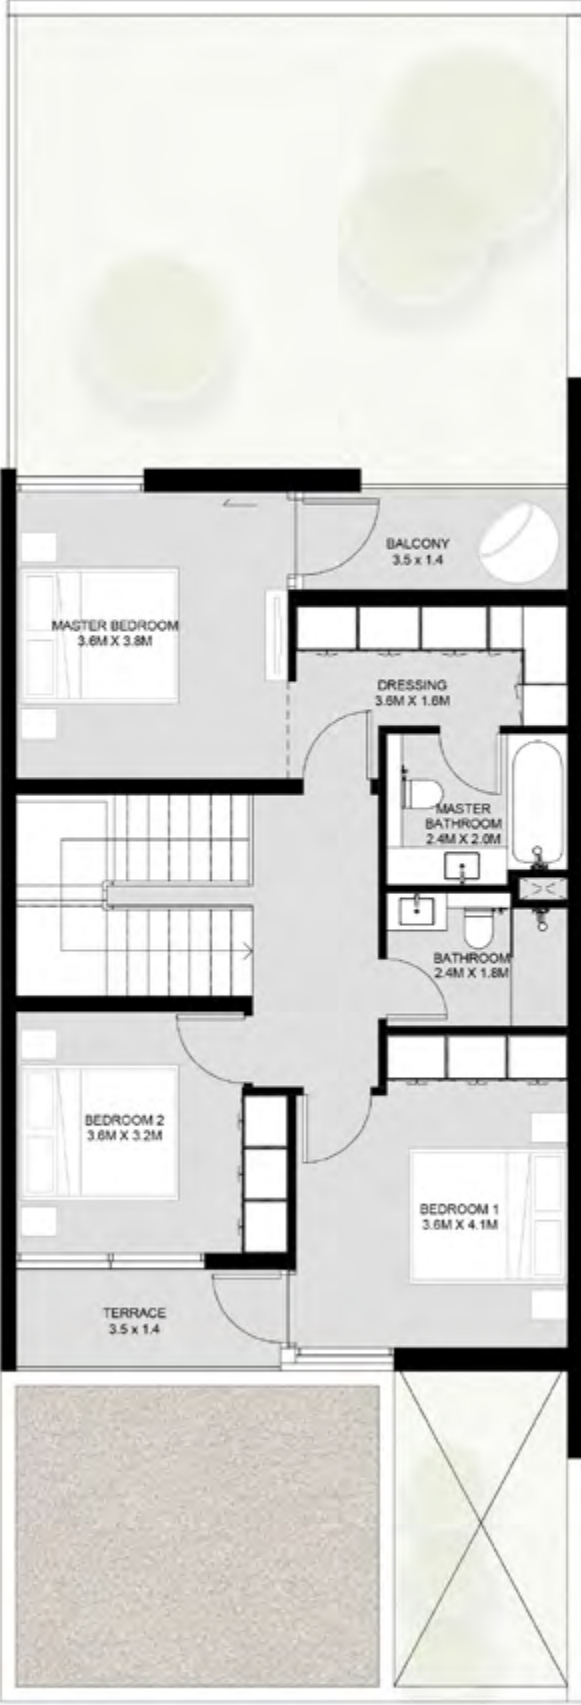 BALCONY
3.5 x 1.4
MASTER BEDROOM
3.6M X 3.8M
DRESSING
3.6M X 1.6M
MASTER
BATHROOM
2.4M X 2.0M
BATHROOM
2.4M X 1.8M
BEDROOM 2
3.6M X 3.2M
BEDROOM 1
3.6M X 4.1M
TERRACE
3.5 x 1.4